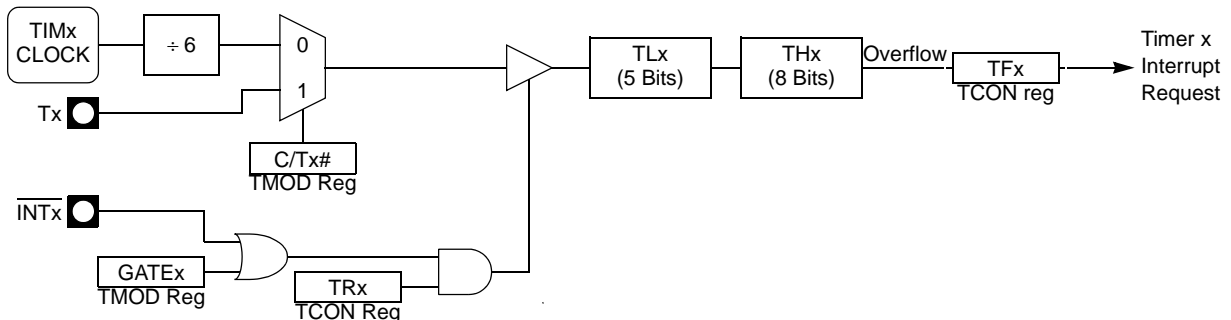 TIMx
CLOCK
÷ 6
0
1
Tx
C/Tx#
TMOD Reg
TLx
(5 Bits)
THx
(8 Bits)
Overflow
TFx
TCON reg
Timer x
Interrupt
Request
INTx
GATEx
TMOD Reg
TRx
TCON Reg